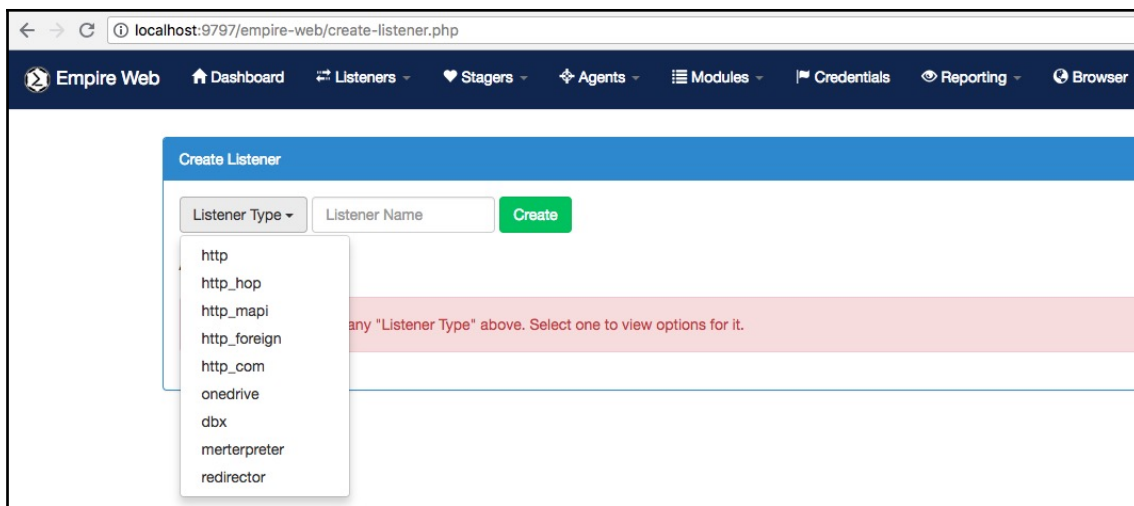 localhost:9797/empire-web/create-listener.php
Empire Web Dashboard Listeners Stagers Agents Modules Credentials Reporting Browser
Create Listener
Listener Type Listener Name Create
http
http_hop
http_mapi
any "Listener Type" above. Select one to view options for it.
http_foreign
http_com
onedrive
dbx
merterpreter
redirector